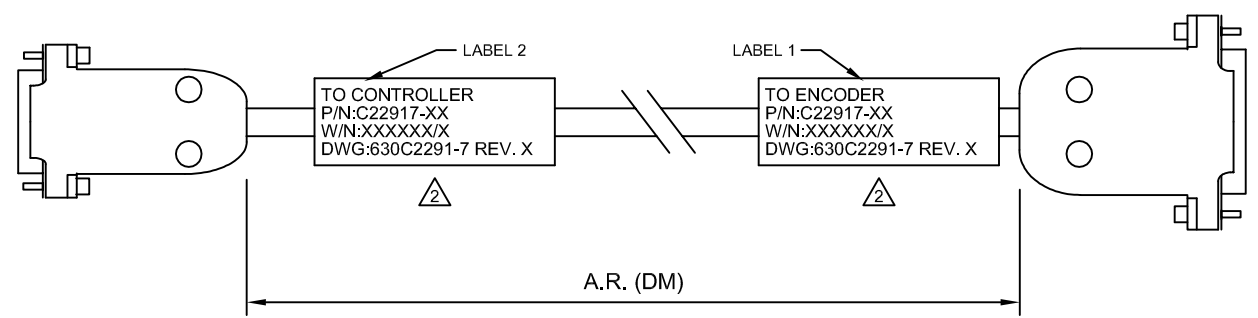 LABEL 2
LABEL 1
TO CONTROLLER
P/N:C22917-XX
W/N:XXXXXX/X
DWG:630C2291-7 REV. X
TO ENCODER
P/N:C22917-XX
W/N:XXXXXX/X
DWG:630C2291-7 REV. X
2
2
A.R. (DM)